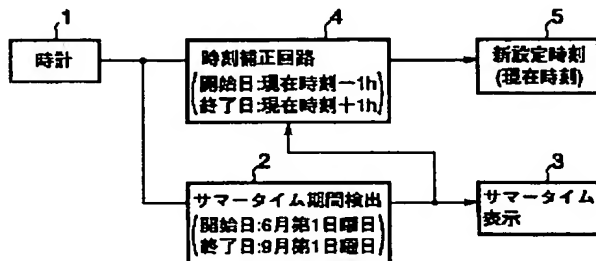 1
時計
4
時刻補正回路
(開始日:現在時刻−1h
終了日:現在時刻+1h)
5
新設定時刻
(現在時刻)
2
サマータイム期間検出
(開始日:6月第1日曜日
終了日:9月第1日曜日)
3
サマータイム
表示